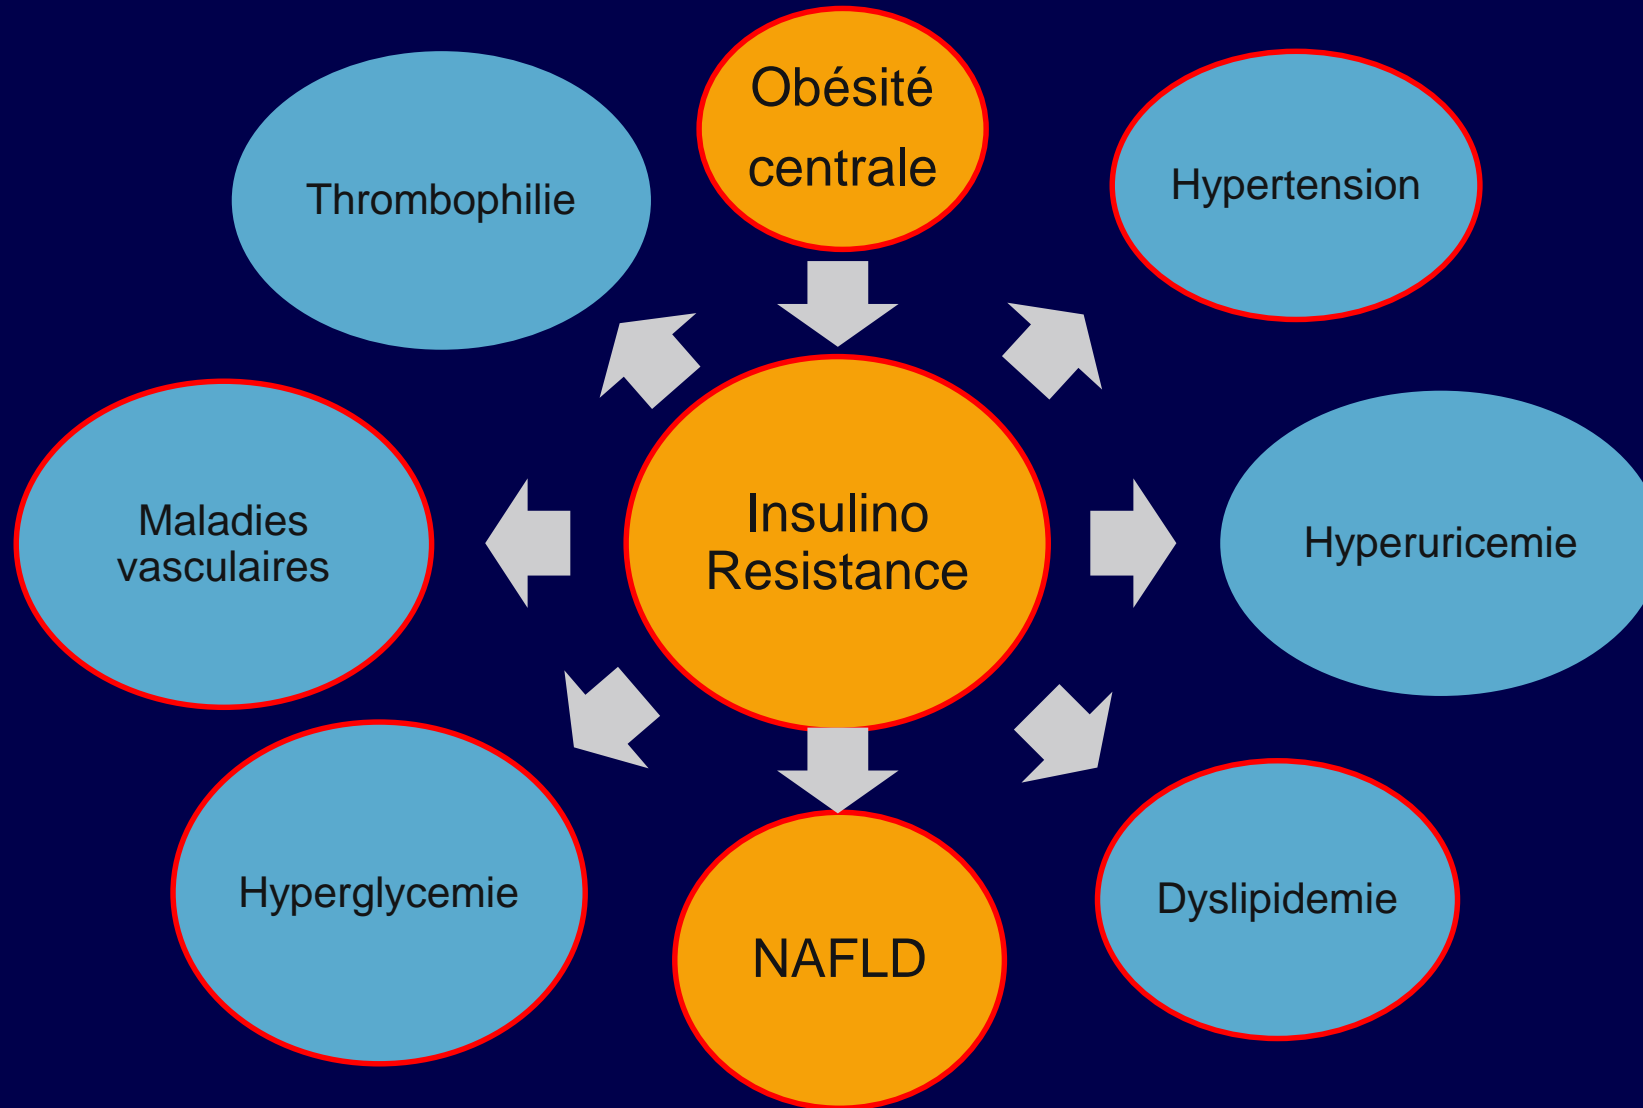 Obésité
centrale
Thrombophilie
Hypertension
Maladies
vasculaires
Insulino
Resistance
Hyperuricemie
Hyperglycemie
NAFLD
Dyslipidemie